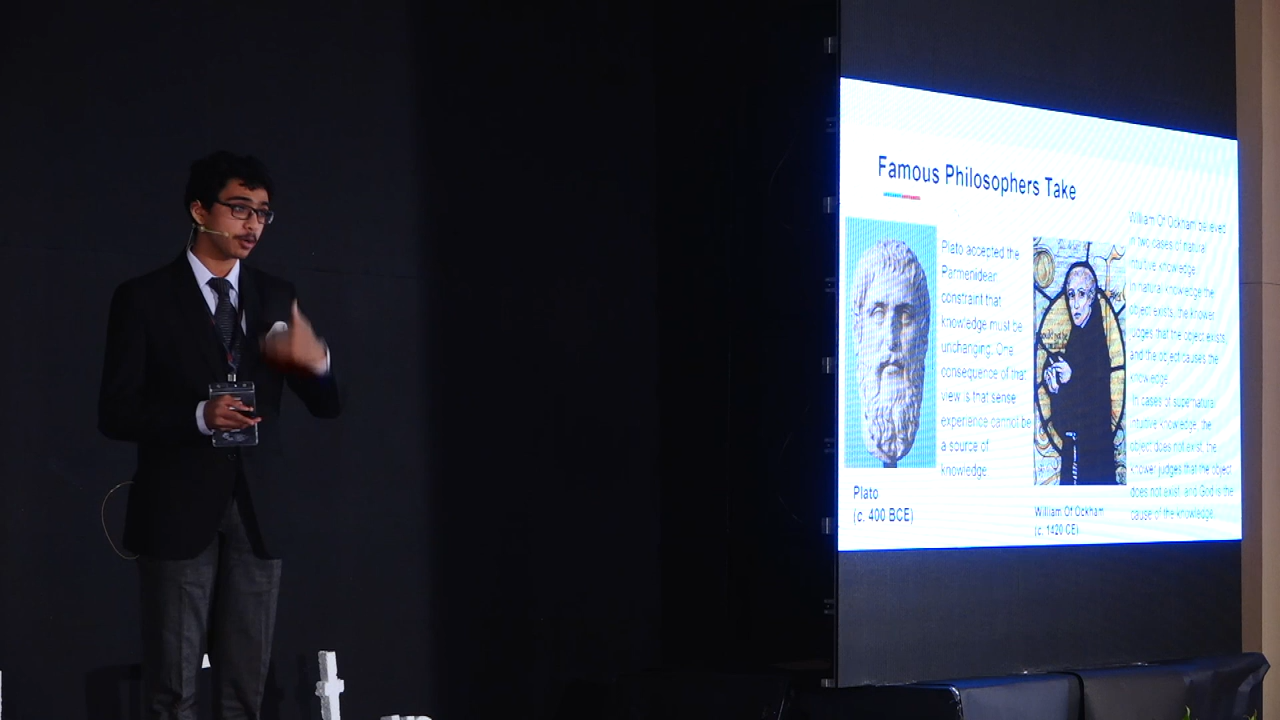 Famous Philosophers Take
Plato accepted the
Parmenidean
constraint that
knowledge must be
unchanging. One
consequence of that
view is that sense
experience cannot be
a source of
knowledge
Plato
(c. 400 BCE)
William Of Ockham
(c. 1420 CE)
William Of Ockham believed
in two cases of natural
intuitive knowledge
In natural knowledge the
object exists, the knower
judges that the object exists,
and the object causes the
knowledge
In cases of supernatural
intuitive knowledge, the
object does not exist, the
knower judges that the object
does not exist, and God is the
cause of the knowledge.